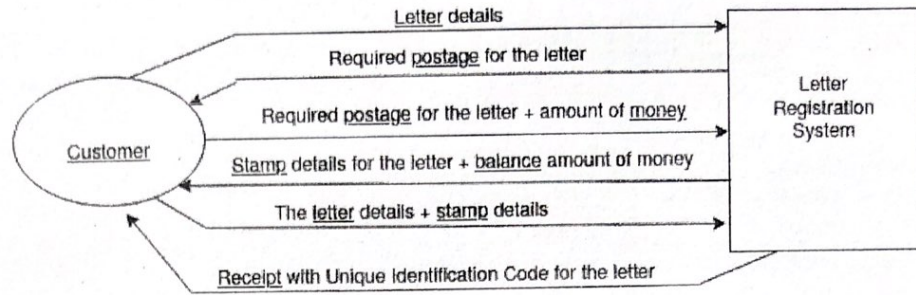 Letter details
Required postage for the letter
Letter
Registration
System
Required postage for the letter + amount of money
Customer
Stamp details for the letter + balance amount of money
The letter details + stamp details
Receipt with Unique Identification Code for the letter